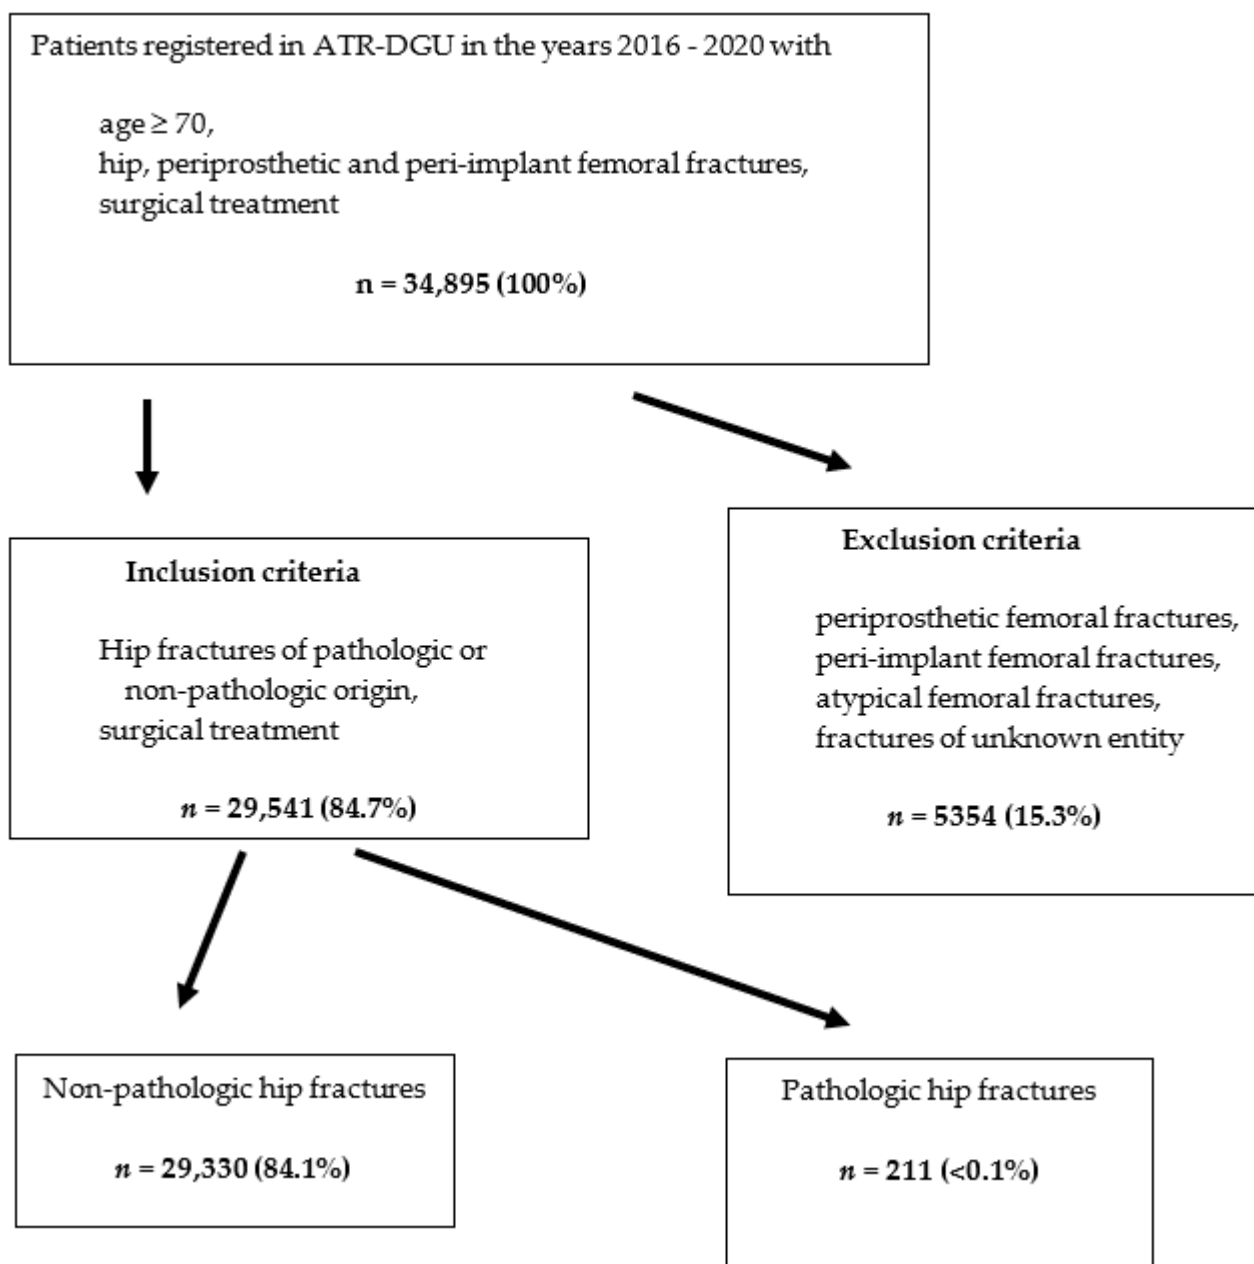 Patients registered in ATR-DGU in the years 2016 - 2020 with
age ≥ 70,
hip, periprosthetic and peri-implant femoral fractures,
surgical treatment
n = 34,895 (100%)
Inclusion criteria
Hip fractures of pathologic or
non-pathologic origin,
surgical treatment
n = 29,541 (84.7%)
Exclusion criteria
periprosthetic femoral fractures,
peri-implant femoral fractures,
atypical femoral fractures,
fractures of unknown entity
n = 5354 (15.3%)
Non-pathologic hip fractures
n = 29,330 (84.1%)
Pathologic hip fractures
n = 211 (<0.1%)